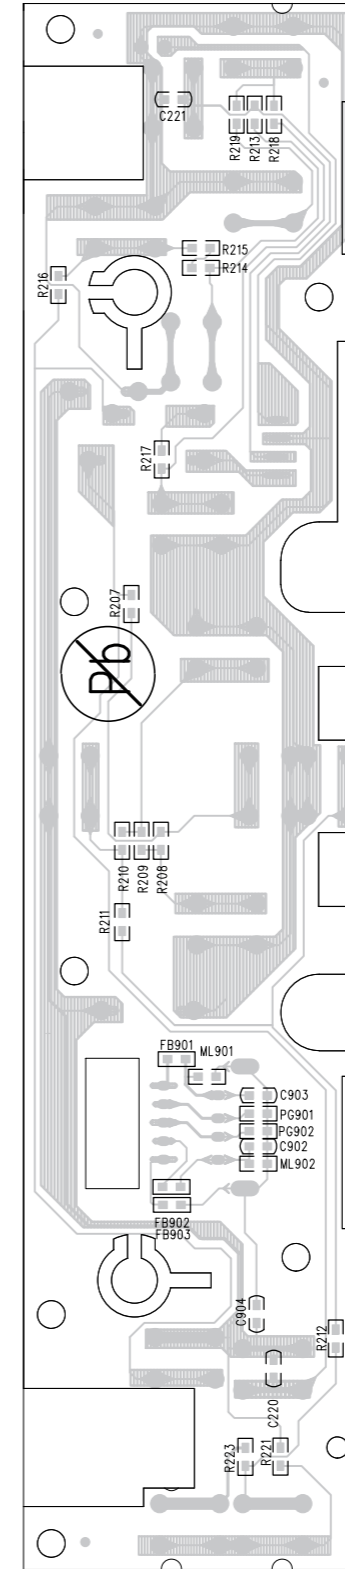 C221
R219
R213
R218
R215
R214
R216
R217
R207
Pb
R210
R209
R208
R211
FB901
ML901
C903
PG901
PG902
C902
ML902
FB902
FB903
C904
R212
C220
R223
R221